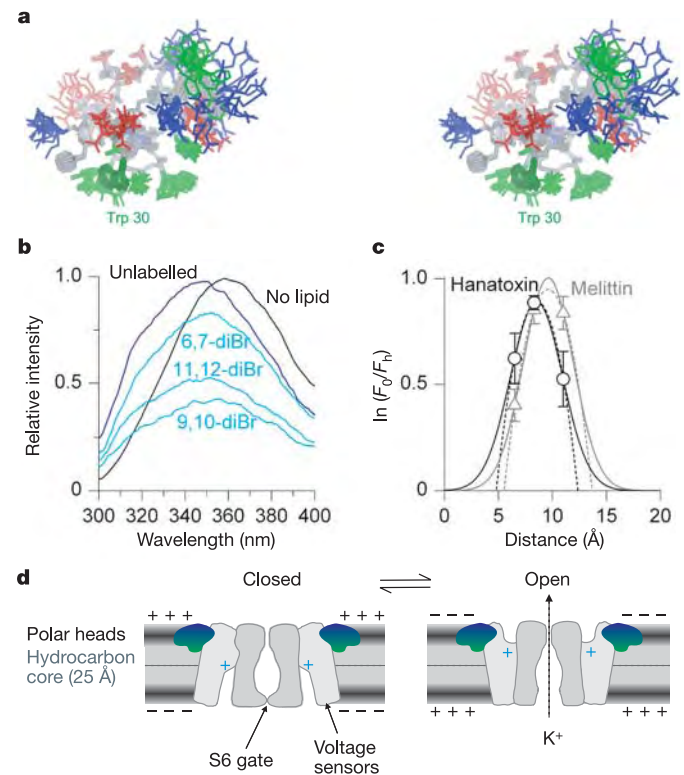 a
Trp 30
Trp 30
b
Unlabelled
No lipid
6,7-diBr
11,12-diBr
9,10-diBr
1.0
0.5
0
300
320
340
360
380
400
Relative intensity
Wavelength (nm)
c
Hanatoxin
Melittin
1.0
0.5
0
0
5
10
15
20
ln (F0/Fh)
Distance (Å)
d
Closed
Open
+ + +
+ + +
– – –
– – –
Polar heads
Hydrocarbon
core (25 Å)
+
+
+
+
– – –
– – –
+ + +
+ + +
S6 gate
Voltage
sensors
K+